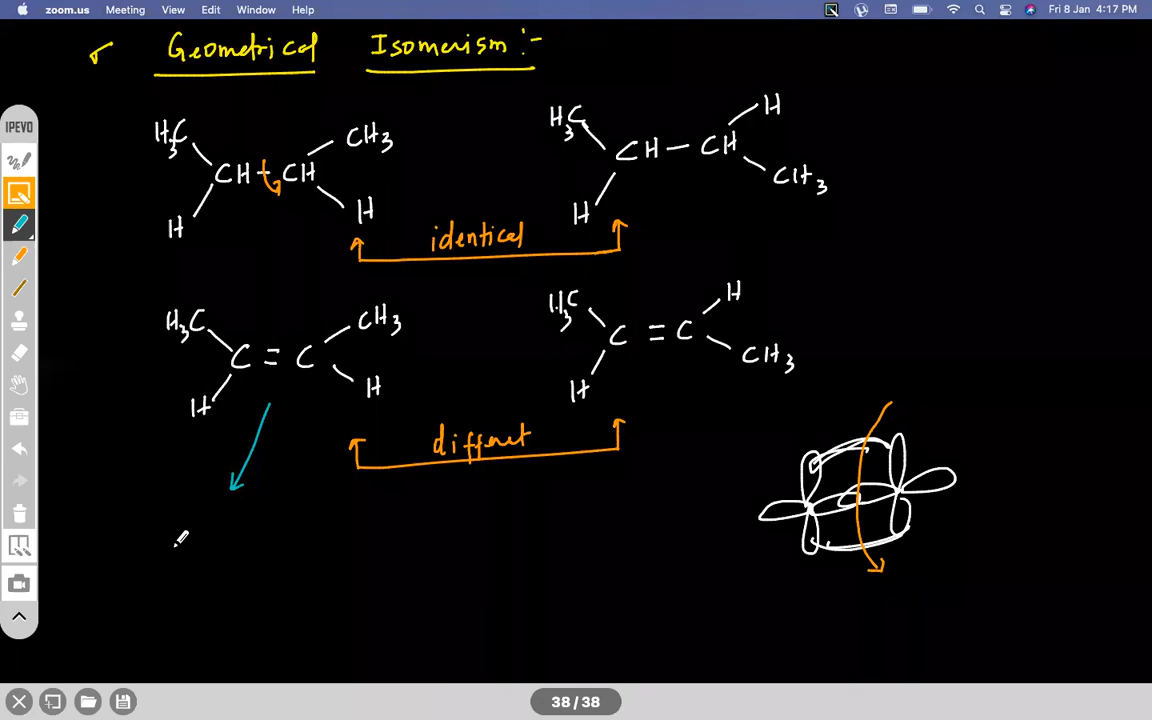 zoom.us Meeting View Edit Window Help Fri 8 Jan 4:17 PM
Geometrical Isomerism :-
IPEVO
H3C CH3
CH - CH
H H
H3C H
CH - CH
H CH3
identical
H3C CH3
C = C
H H
H3C H
C = C
H CH3
differnt
38 / 38